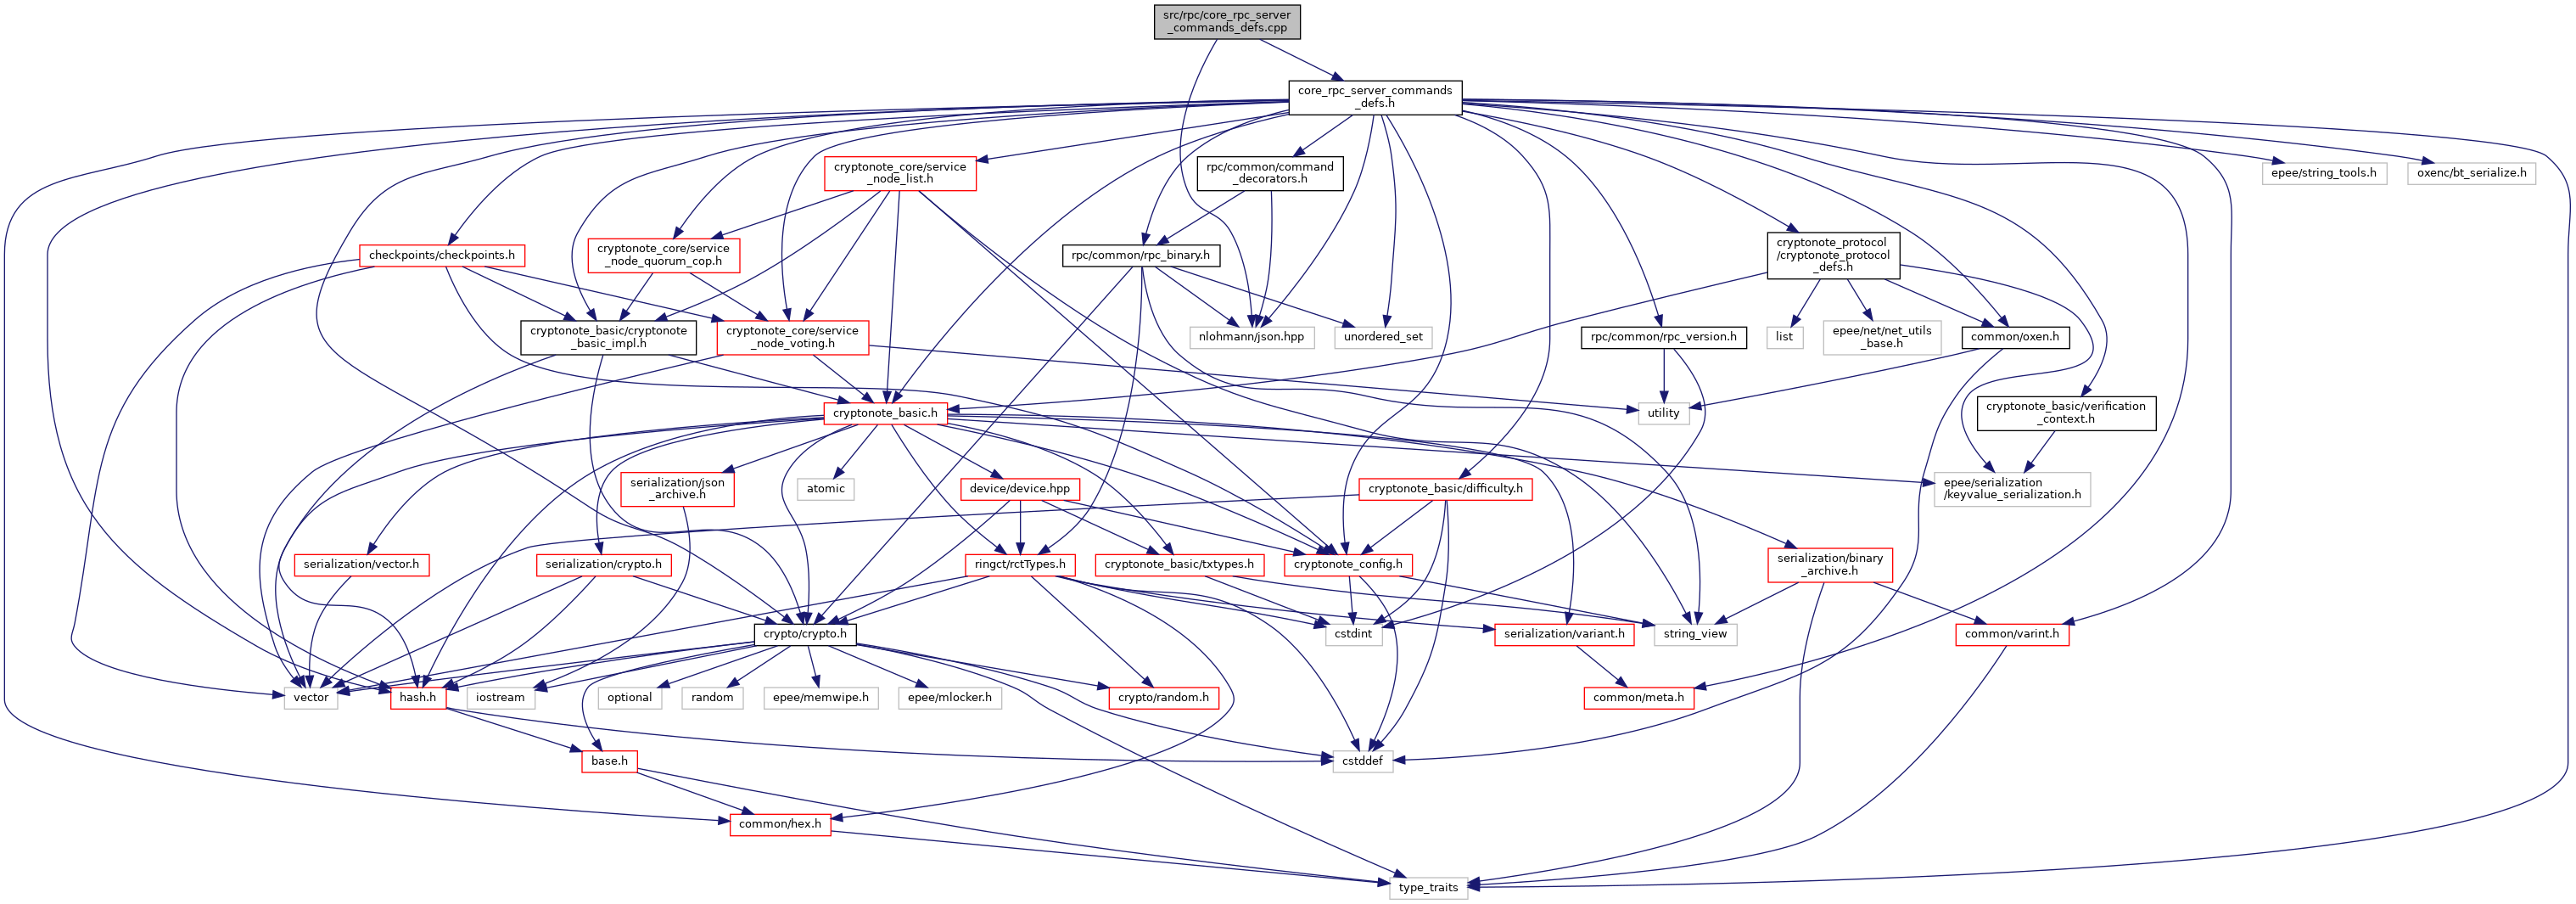 src/rpc/core_rpc_server
_commands_defs.cpp
core_rpc_server_commands
_defs.h
cryptonote_core/service
_node_list.h
rpc/common/command
_decorators.h
epee/string_tools.h
oxenc/bt_serialize.h
checkpoints/checkpoints.h
cryptonote_core/service
_node_quorum_cop.h
rpc/common/rpc_binary.h
cryptonote_protocol
/cryptonote_protocol
_defs.h
cryptonote_basic/cryptonote
_basic_impl.h
cryptonote_core/service
_node_voting.h
nlohmann/json.hpp
unordered_set
rpc/common/rpc_version.h
list
epee/net/net_utils
_base.h
common/oxen.h
cryptonote_basic.h
utility
cryptonote_basic/verification
_context.h
serialization/json
_archive.h
atomic
device/device.hpp
cryptonote_basic/difficulty.h
epee/serialization
/keyvalue_serialization.h
serialization/vector.h
serialization/crypto.h
ringct/rctTypes.h
cryptonote_basic/txtypes.h
cryptonote_config.h
serialization/binary
_archive.h
crypto/crypto.h
cstdint
serialization/variant.h
string_view
common/varint.h
vector
hash.h
iostream
optional
random
epee/memwipe.h
epee/mlocker.h
crypto/random.h
common/meta.h
base.h
cstddef
common/hex.h
type_traits